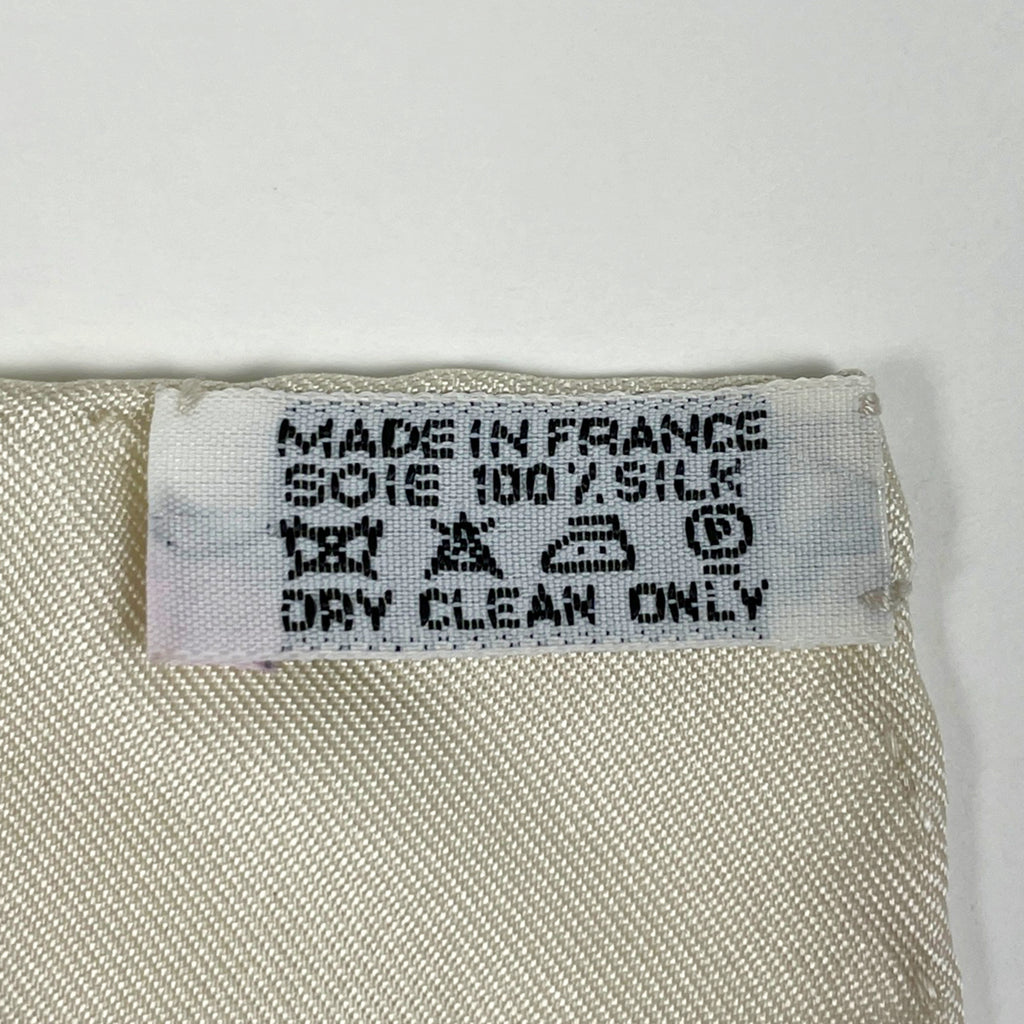 MADE IN FRANCE
SOIE 100% SILK
P
DRY CLEAN ONLY